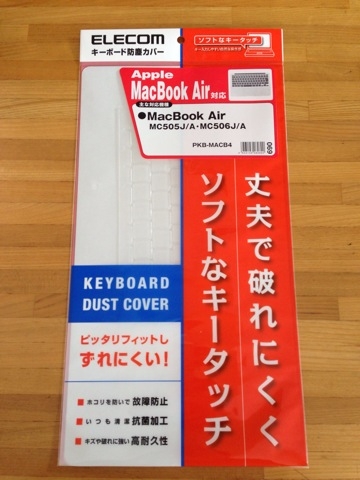 ELECOM
キーボード防塵カバー
ソフトなキータッチ
Apple
MacBook Air対応
主な対応機種
●MacBook Air
MC505J/A・MC506J/A
PKB-MACB4
069
丈夫で破れにくく
ソフトなキータッチ
KEYBOARD
DUST COVER
ピッタリフィットし
ずれにくい!
■ホコリを防いで 故障防止
■いつも清潔 抗菌加工
■キズや破れに強い 高耐久性